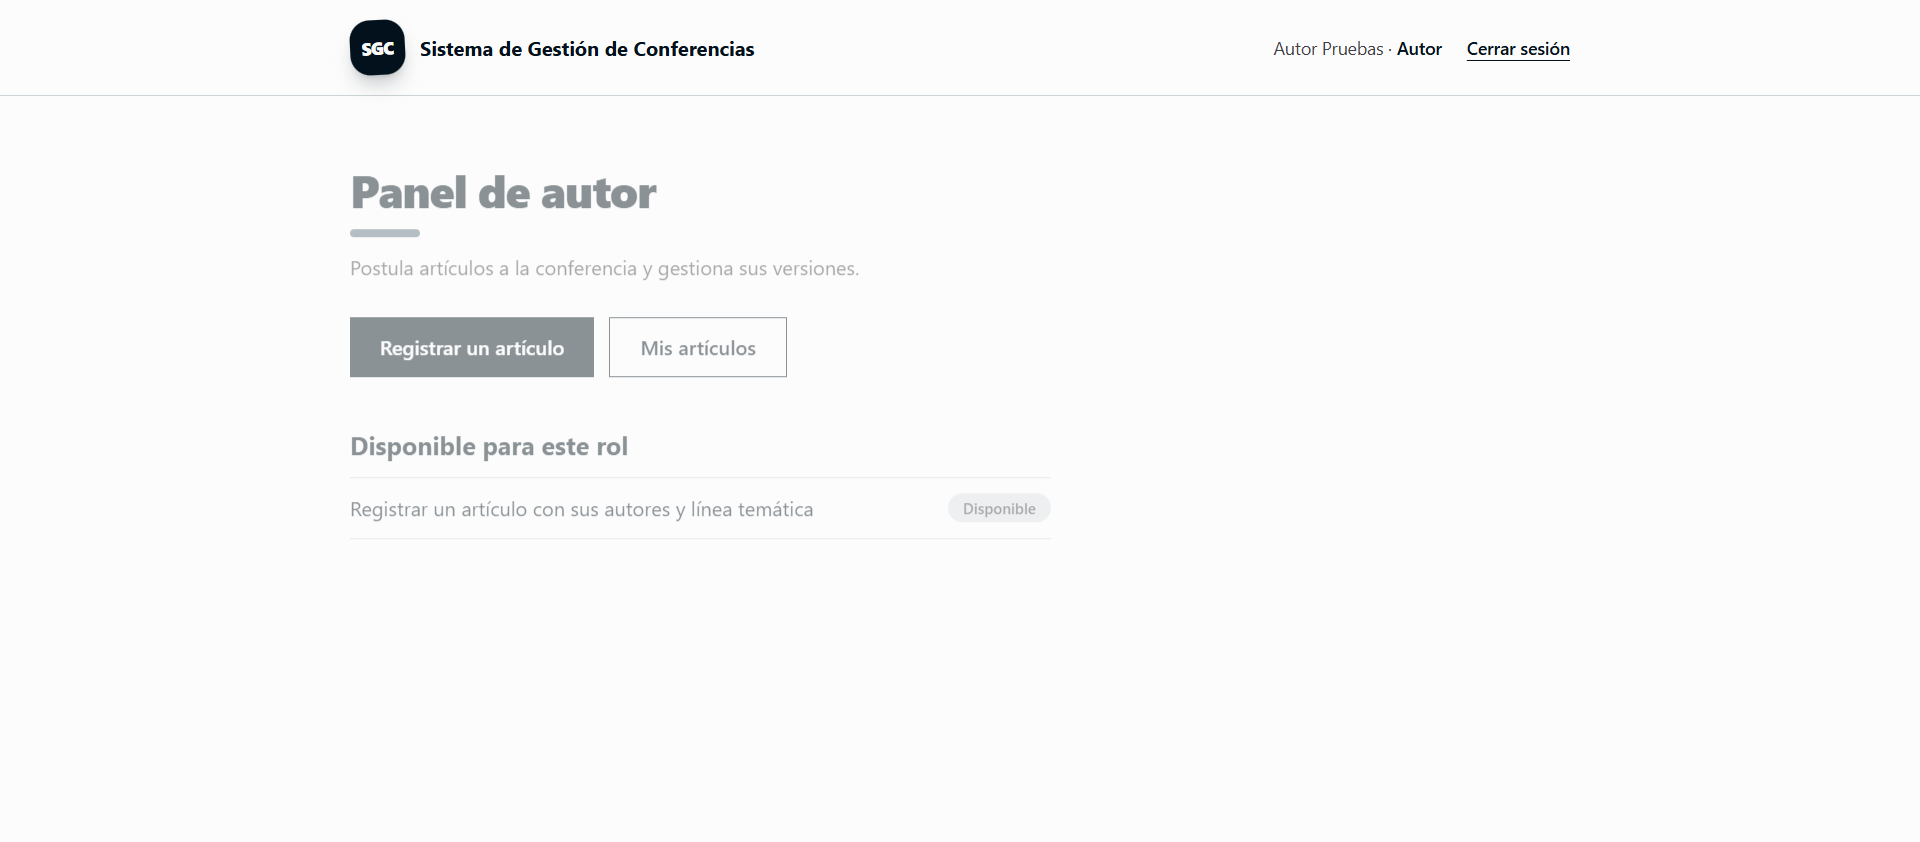 SGC Sistema de Gestión de Conferencias Autor Pruebas · Autor Cerrar sesión
Panel de autor
Postula artículos a la conferencia y gestiona sus versiones.
Registrar un artículo Mis artículos
Disponible para este rol
Registrar un artículo con sus autores y línea temática Disponible